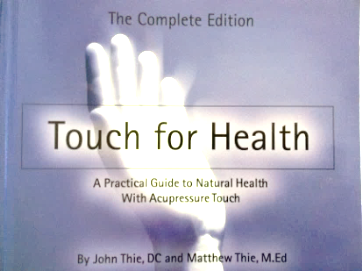 The Complete Edition
Touch for Health
A Practical Guide to Natural Health
With Acupressure Touch
By John Thie, DC and Matthew Thie, M.Ed